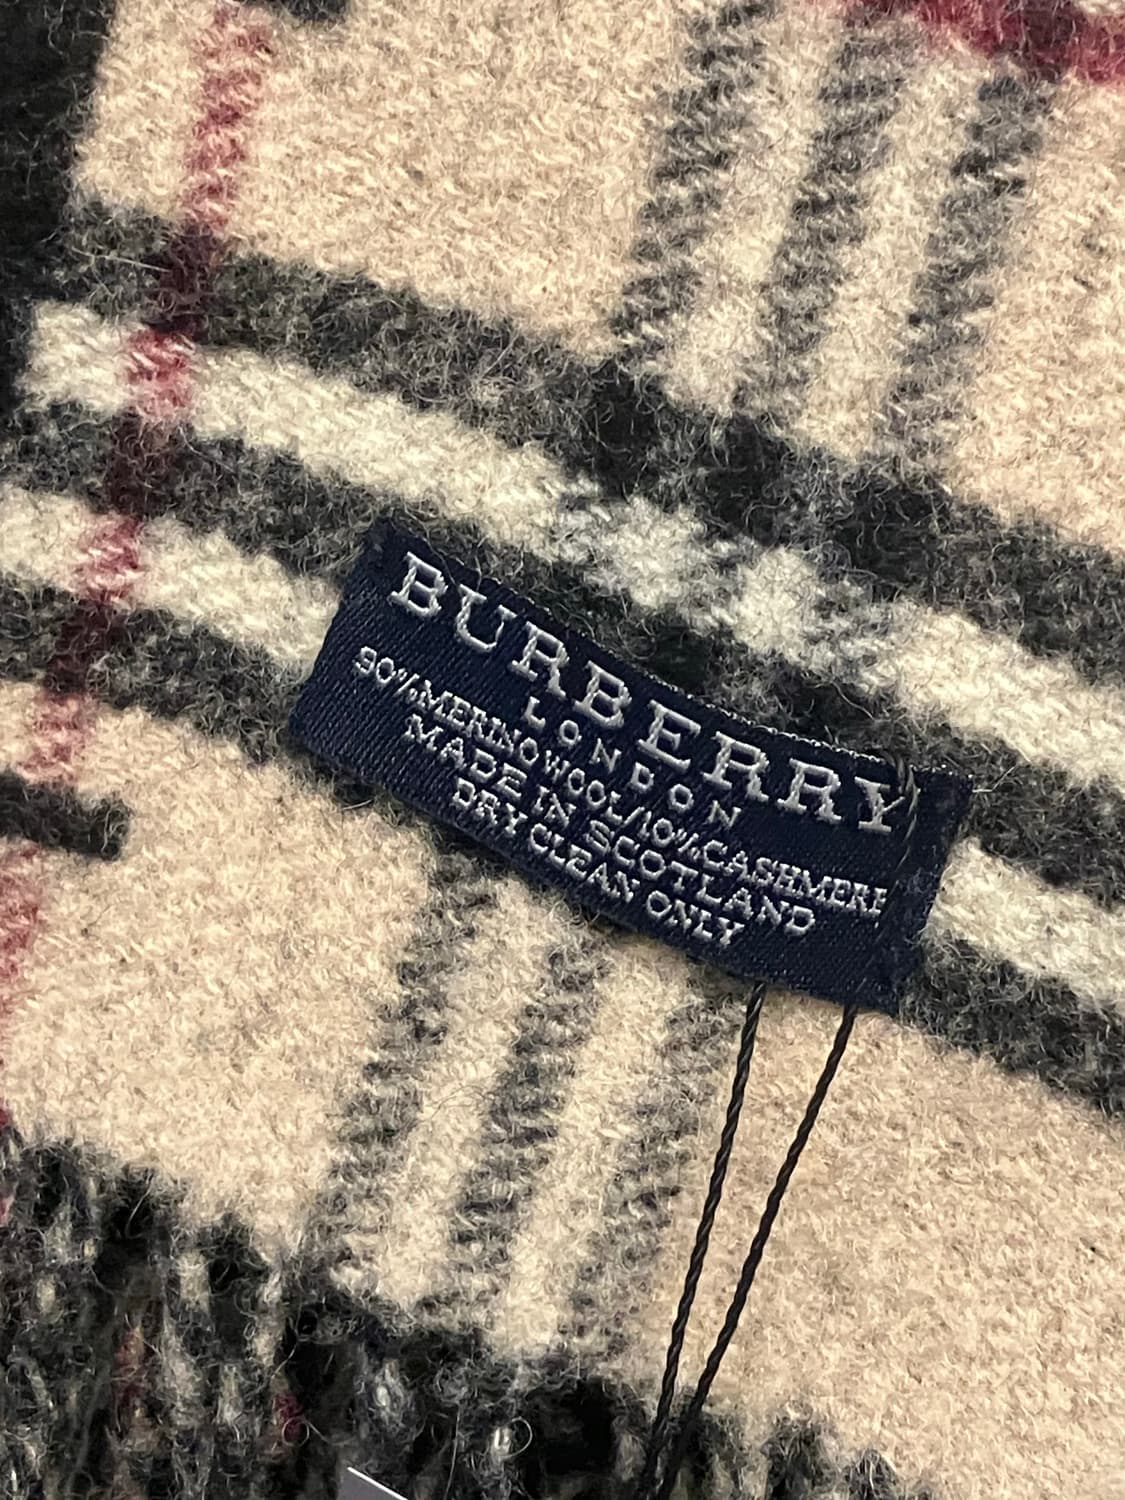 BURBERRY
LONDON
90%MERINOWOOL/10%CASHMERE
MADE IN SCOTLAND
DRY CLEAN ONLY